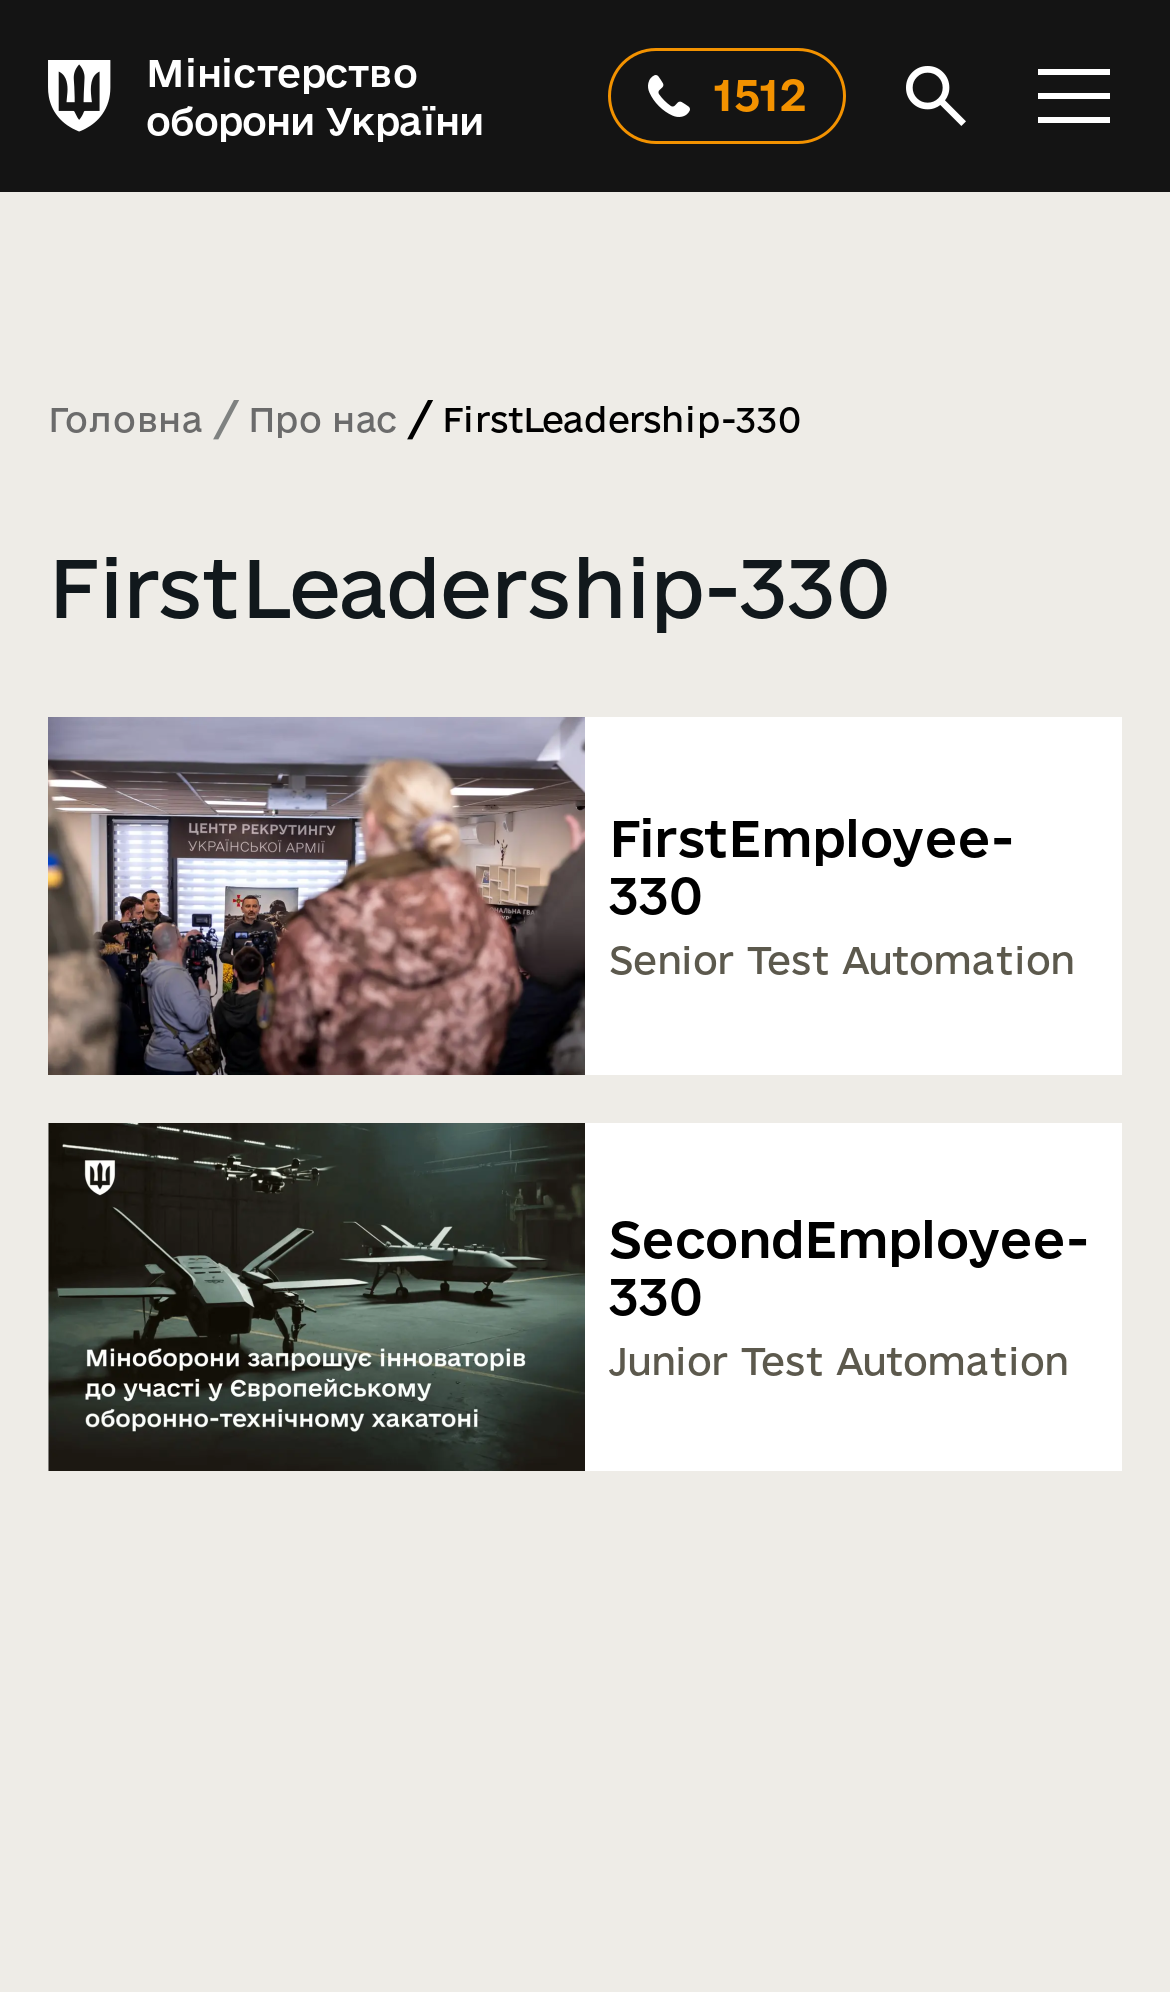 Міністерство
оборони України
1512
Головна / Про нас / FirstLeadership-330
FirstLeadership-330
ЦЕНТР РЕКРУТИНГУ
УКРАЇНСЬКОЇ АРМІЇ
FirstEmployee-
330
Senior Test Automation
Міноборони запрошує інноваторів
до участі у Європейському
оборонно-технічному хакатоні
SecondEmployee-
330
Junior Test Automation